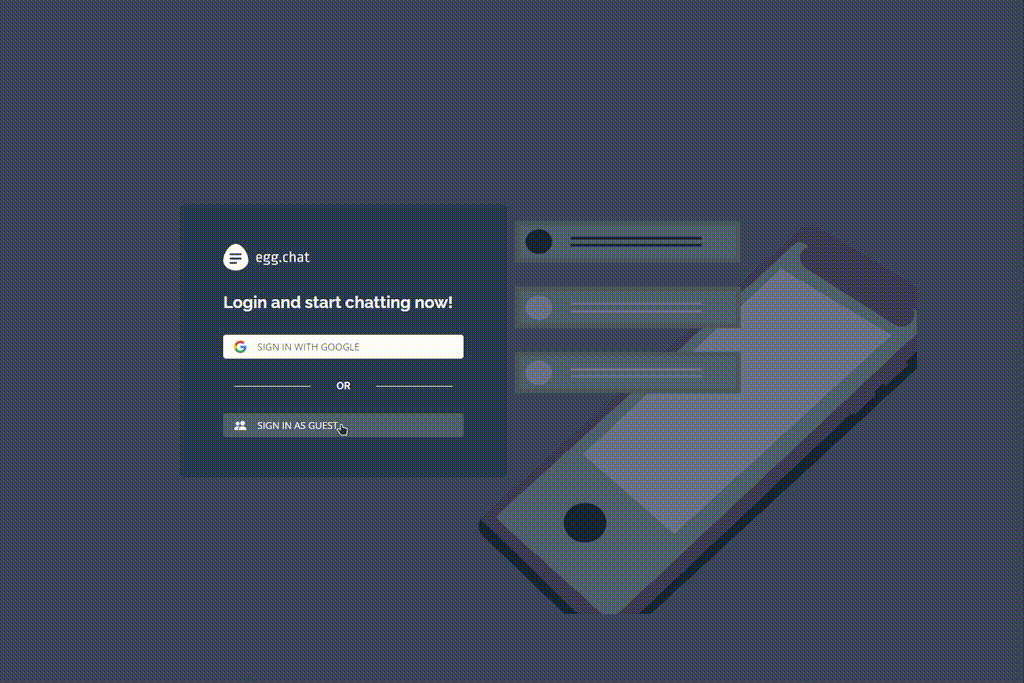 egg.chat
Login and start chatting now!
SIGN IN WITH GOOGLE
OR
SIGN IN AS GUEST